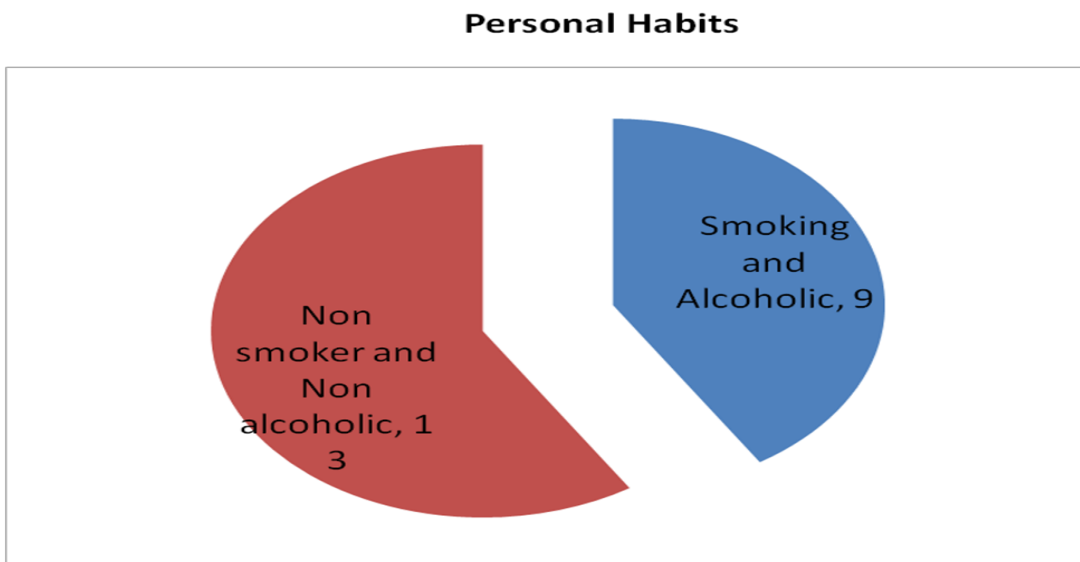 Personal Habits
Smoking
and
Alcoholic, 9
Non
smoker and
Non
alcoholic, 1
3